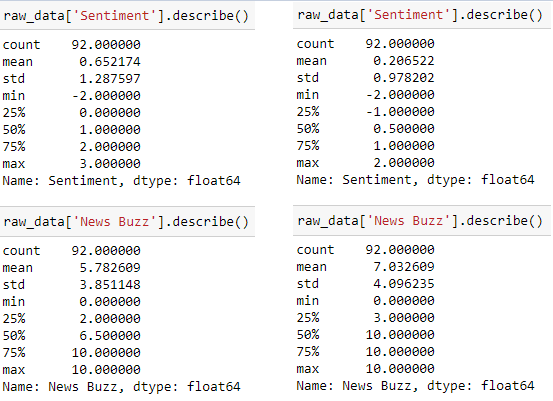 raw_data['Sentiment'].describe()
count 92.000000
mean 0.652174
std 1.287597
min -2.000000
25% 0.000000
50% 1.000000
75% 2.000000
max 3.000000
Name: Sentiment, dtype: float64
raw_data['Sentiment'].describe()
count 92.000000
mean 0.206522
std 0.978202
min -2.000000
25% -1.000000
50% 0.500000
75% 1.000000
max 2.000000
Name: Sentiment, dtype: float64
raw_data['News Buzz'].describe()
count 92.000000
mean 5.782609
std 3.851148
min 0.000000
25% 2.000000
50% 6.500000
75% 10.000000
max 10.000000
Name: News Buzz, dtype: float64
raw_data['News Buzz'].describe()
count 92.000000
mean 7.032609
std 4.096235
min 0.000000
25% 3.000000
50% 10.000000
75% 10.000000
max 10.000000
Name: News Buzz, dtype: float64